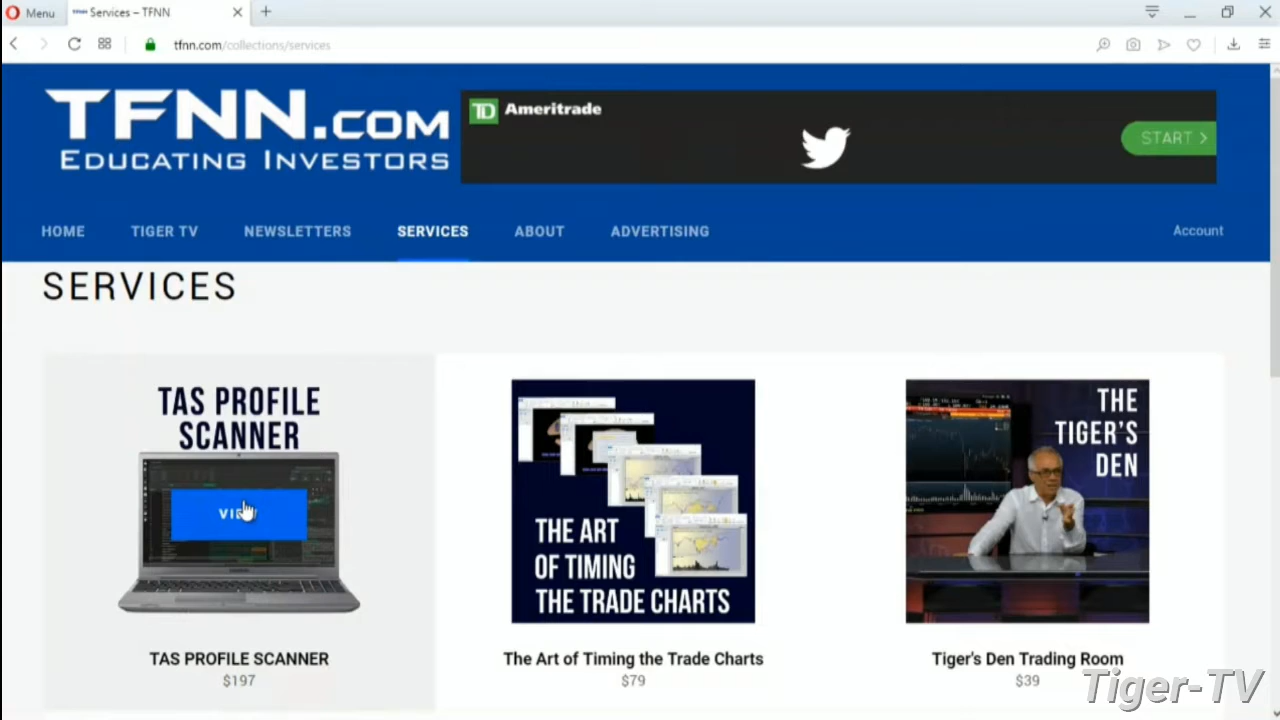 Menu
Services – TFNN
tfnn.com/collections/services
TFNN.COM
EDUCATING INVESTORS
TD Ameritrade
START >
HOME
TIGER TV
NEWSLETTERS
SERVICES
ABOUT
ADVERTISING
Account
SERVICES
TAS PROFILE
SCANNER
THE ART
OF TIMING
THE TRADE CHARTS
THE
TIGER'S
DEN
TAS PROFILE SCANNER
$197
The Art of Timing the Trade Charts
$79
Tiger's Den Trading Room
$39
Tiger-TV